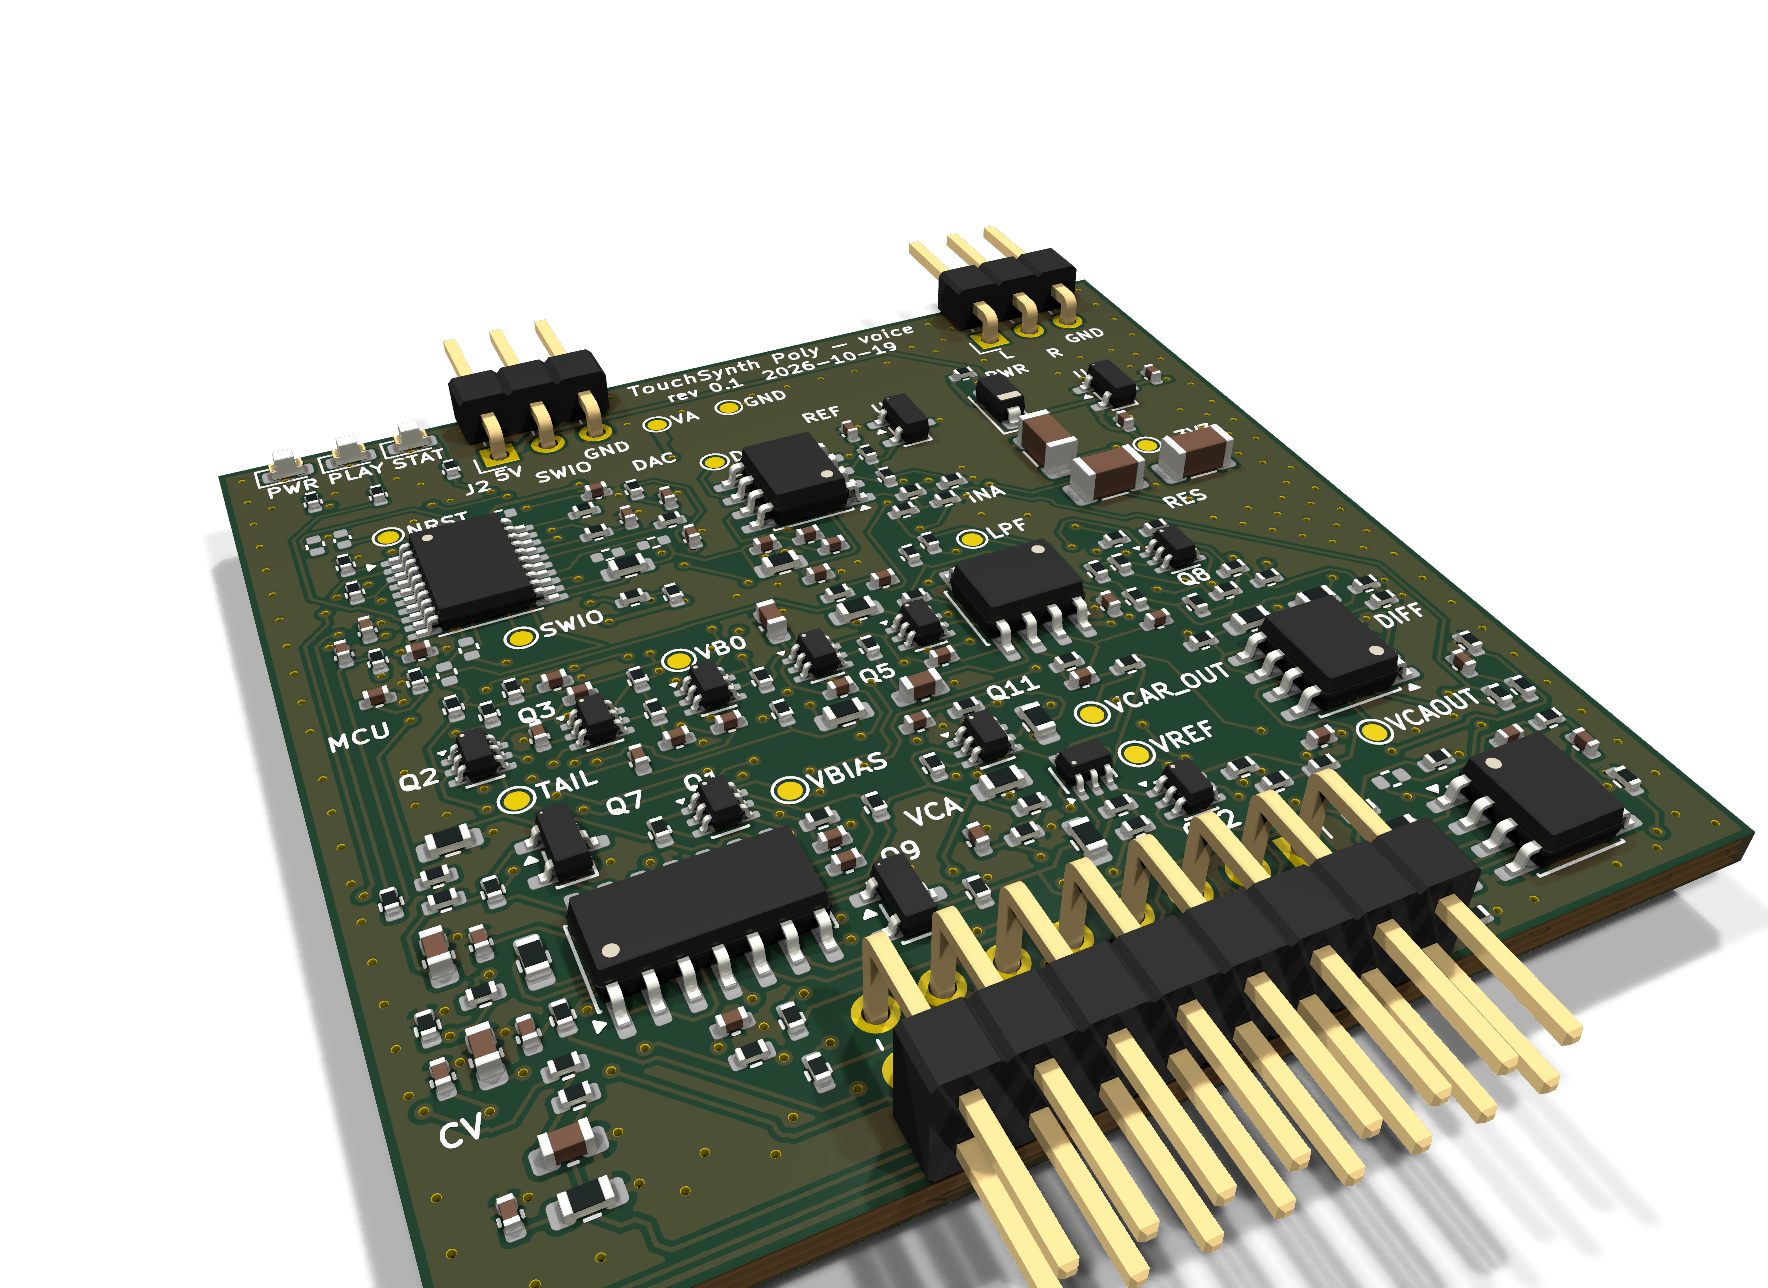 TouchSynth Poly — voice
rev 0.1 2026-10-19
L
R
GND
PWR
GND
VA
REF
GND
SWIO
DAC
J2 5V
PWR
PLAY
STAT
NRST
INA
RES
LPF
Q8
DIFF
SWIO
VB0
Q5
Q11
VCAR_OUT
VCAOUT
VREF
Q3
MCU
Q2
TAIL
Q7
Q1
VBIAS
VCA
Q9
CV